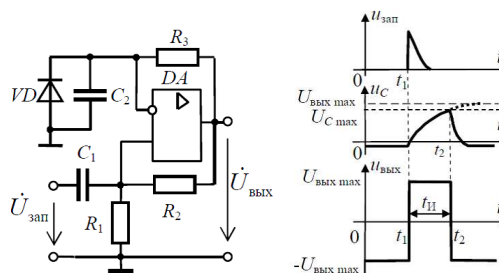 R3
DA
VD
C2
C1
U̇зап
R1
R2
U̇вых
uзап
0
t1
t
uC
Uвых max
UC max
0
t2
t
uвых
Uвых max
tИ
0
t1
t2
t
-Uвых max